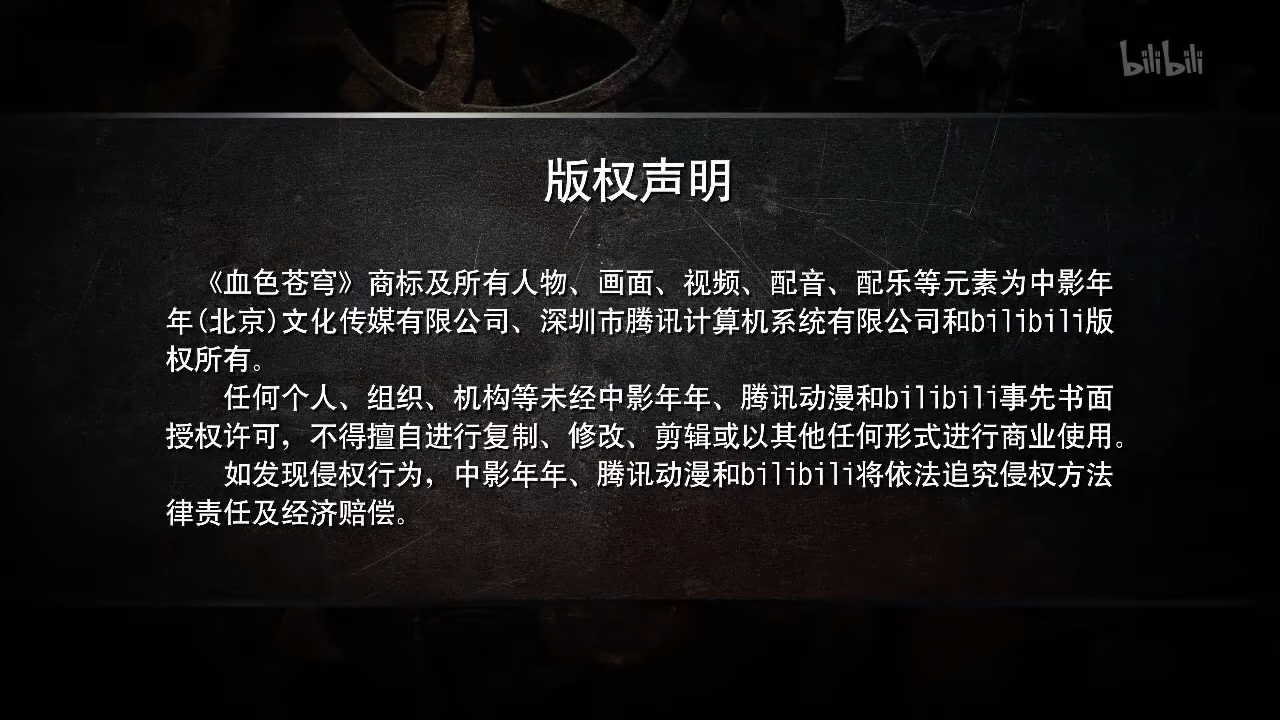 bilibili
版权声明
《血色苍穹》商标及所有人物、画面、视频、配音、配乐等元素为中影年
年(北京)文化传媒有限公司、深圳市腾讯计算机系统有限公司和bilibili版
权所有。
任何个人、组织、机构等未经中影年年、腾讯动漫和bilibili事先书面
授权许可，不得擅自进行复制、修改、剪辑或以其他任何形式进行商业使用。
如发现侵权行为，中影年年、腾讯动漫和bilibili将依法追究侵权方法
律责任及经济赔偿。